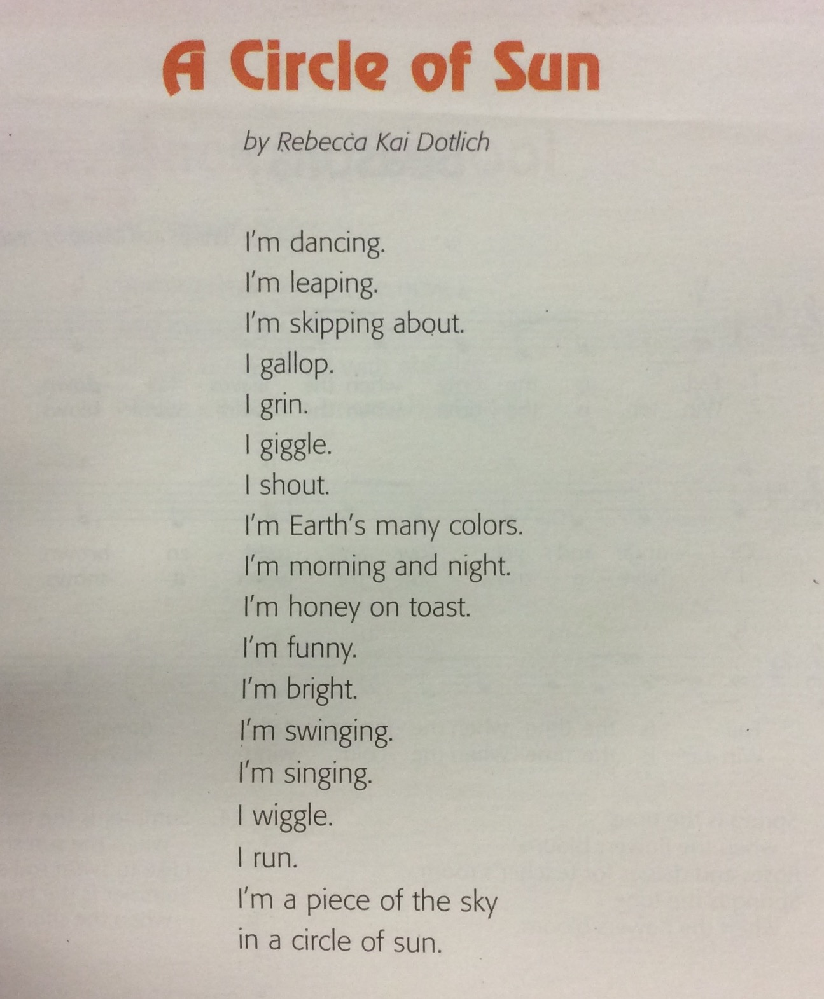 A Circle of Sun
by Rebecca Kai Dotlich
I'm dancing.
I'm leaping.
I'm skipping about.
I gallop.
I grin.
I giggle.
I shout.
I'm Earth's many colors.
I'm morning and night.
I'm honey on toast.
I'm funny.
I'm bright.
I'm swinging.
I'm singing.
I wiggle.
I run.
I'm a piece of the sky
in a circle of sun.